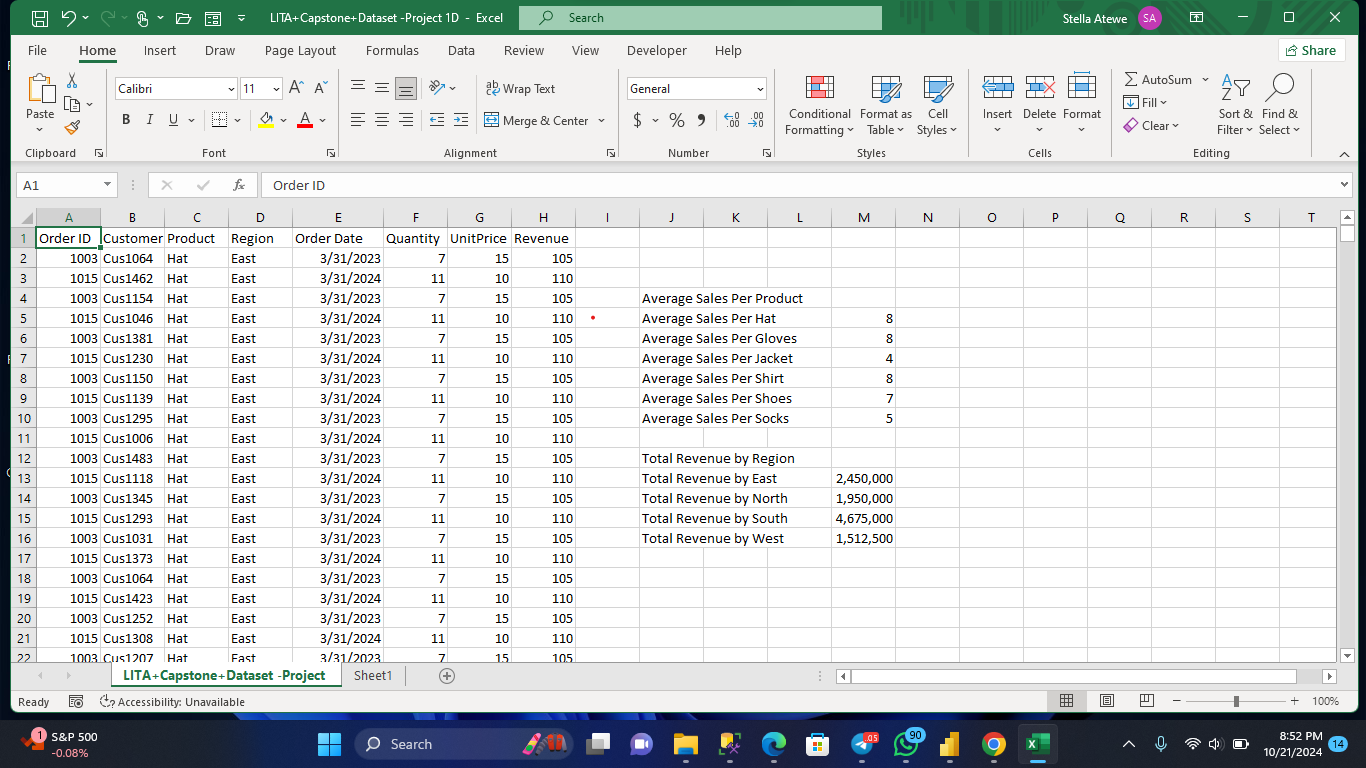 LITA+Capstone+Dataset -Project 1D - Excel
Search
Stella Atewe
SA
File Home Insert Draw Page Layout Formulas Data Review View Developer Help
Share
Paste
Clipboard
Calibri 11
B I U
Font
Wrap Text
Merge & Center
Alignment
General
$ % 9
Number
Conditional Formatting
Format as Table
Cell Styles
Styles
Insert Delete Format
Cells
AutoSum
Fill
Clear
Sort & Filter
Find & Select
Editing
A1 fx Order ID
A B C D E F G H I J K L M N O P Q R S T
1 Order ID Customer Product Region Order Date Quantity UnitPrice Revenue
2 1003 Cus1064 Hat East 3/31/2023 7 15 105
3 1015 Cus1462 Hat East 3/31/2024 11 10 110
4 1003 Cus1154 Hat East 3/31/2023 7 15 105 Average Sales Per Product
5 1015 Cus1046 Hat East 3/31/2024 11 10 110 Average Sales Per Hat 8
6 1003 Cus1381 Hat East 3/31/2023 7 15 105 Average Sales Per Gloves 8
7 1015 Cus1230 Hat East 3/31/2024 11 10 110 Average Sales Per Jacket 4
8 1003 Cus1150 Hat East 3/31/2023 7 15 105 Average Sales Per Shirt 8
9 1015 Cus1139 Hat East 3/31/2024 11 10 110 Average Sales Per Shoes 7
10 1003 Cus1295 Hat East 3/31/2023 7 15 105 Average Sales Per Socks 5
11 1015 Cus1006 Hat East 3/31/2024 11 10 110
12 1003 Cus1483 Hat East 3/31/2023 7 15 105 Total Revenue by Region
13 1015 Cus1118 Hat East 3/31/2024 11 10 110 Total Revenue by East 2,450,000
14 1003 Cus1345 Hat East 3/31/2023 7 15 105 Total Revenue by North 1,950,000
15 1015 Cus1293 Hat East 3/31/2024 11 10 110 Total Revenue by South 4,675,000
16 1003 Cus1031 Hat East 3/31/2023 7 15 105 Total Revenue by West 1,512,500
17 1015 Cus1373 Hat East 3/31/2024 11 10 110
18 1003 Cus1064 Hat East 3/31/2023 7 15 105
19 1015 Cus1423 Hat East 3/31/2024 11 10 110
20 1003 Cus1252 Hat East 3/31/2023 7 15 105
21 1015 Cus1308 Hat East 3/31/2024 11 10 110
22 1003 Cus1207 Hat East 3/31/2023 7 15 105
LITA+Capstone+Dataset -Project Sheet1
Ready Accessibility: Unavailable 100%
1 S&P 500
-0.08%
Search
05
90
8:52 PM
10/21/2024
14